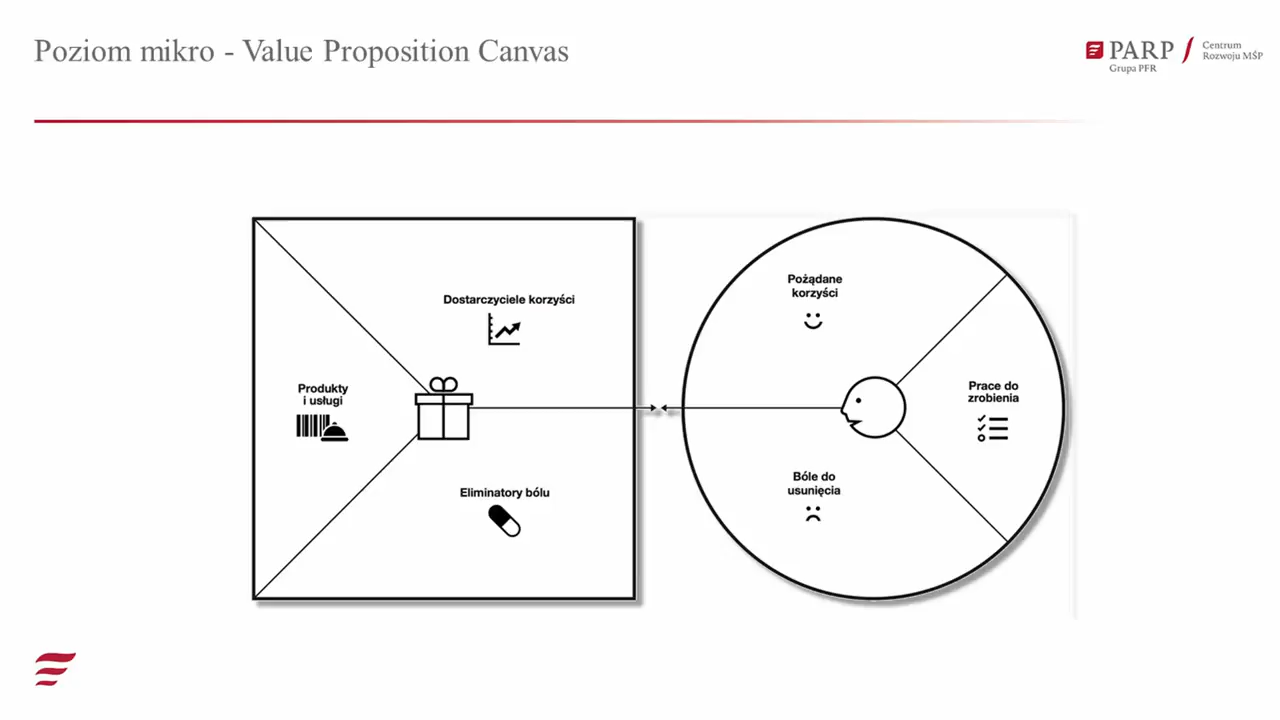 Poziom mikro - Value Proposition Canvas
PARP
Grupa PFR
Centrum
Rozwoju MŚP
Dostarczyciele korzyści
Produkty
i usługi
Eliminatory bólu
Pożądane
korzyści
Prace do
zrobienia
Bóle do
usunięcia